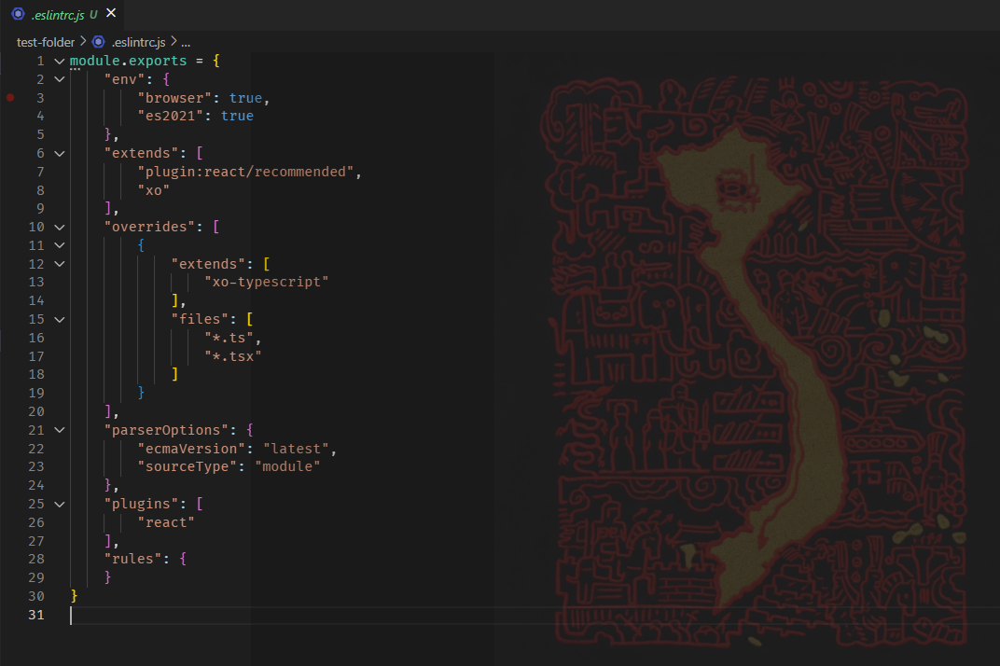 .eslintrc.js U
test-folder > .eslintrc.js > ...
1 module.exports = {
2 "env": {
3 "browser": true,
4 "es2021": true
5 },
6 "extends": [
7 "plugin:react/recommended",
8 "xo"
9 ],
10 "overrides": [
11 {
12 "extends": [
13 "xo-typescript"
14 ],
15 "files": [
16 "*.ts",
17 "*.tsx"
18 ]
19 }
20 ],
21 "parserOptions": {
22 "ecmaVersion": "latest",
23 "sourceType": "module"
24 },
25 "plugins": [
26 "react"
27 ],
28 "rules": {
29 }
30 }
31